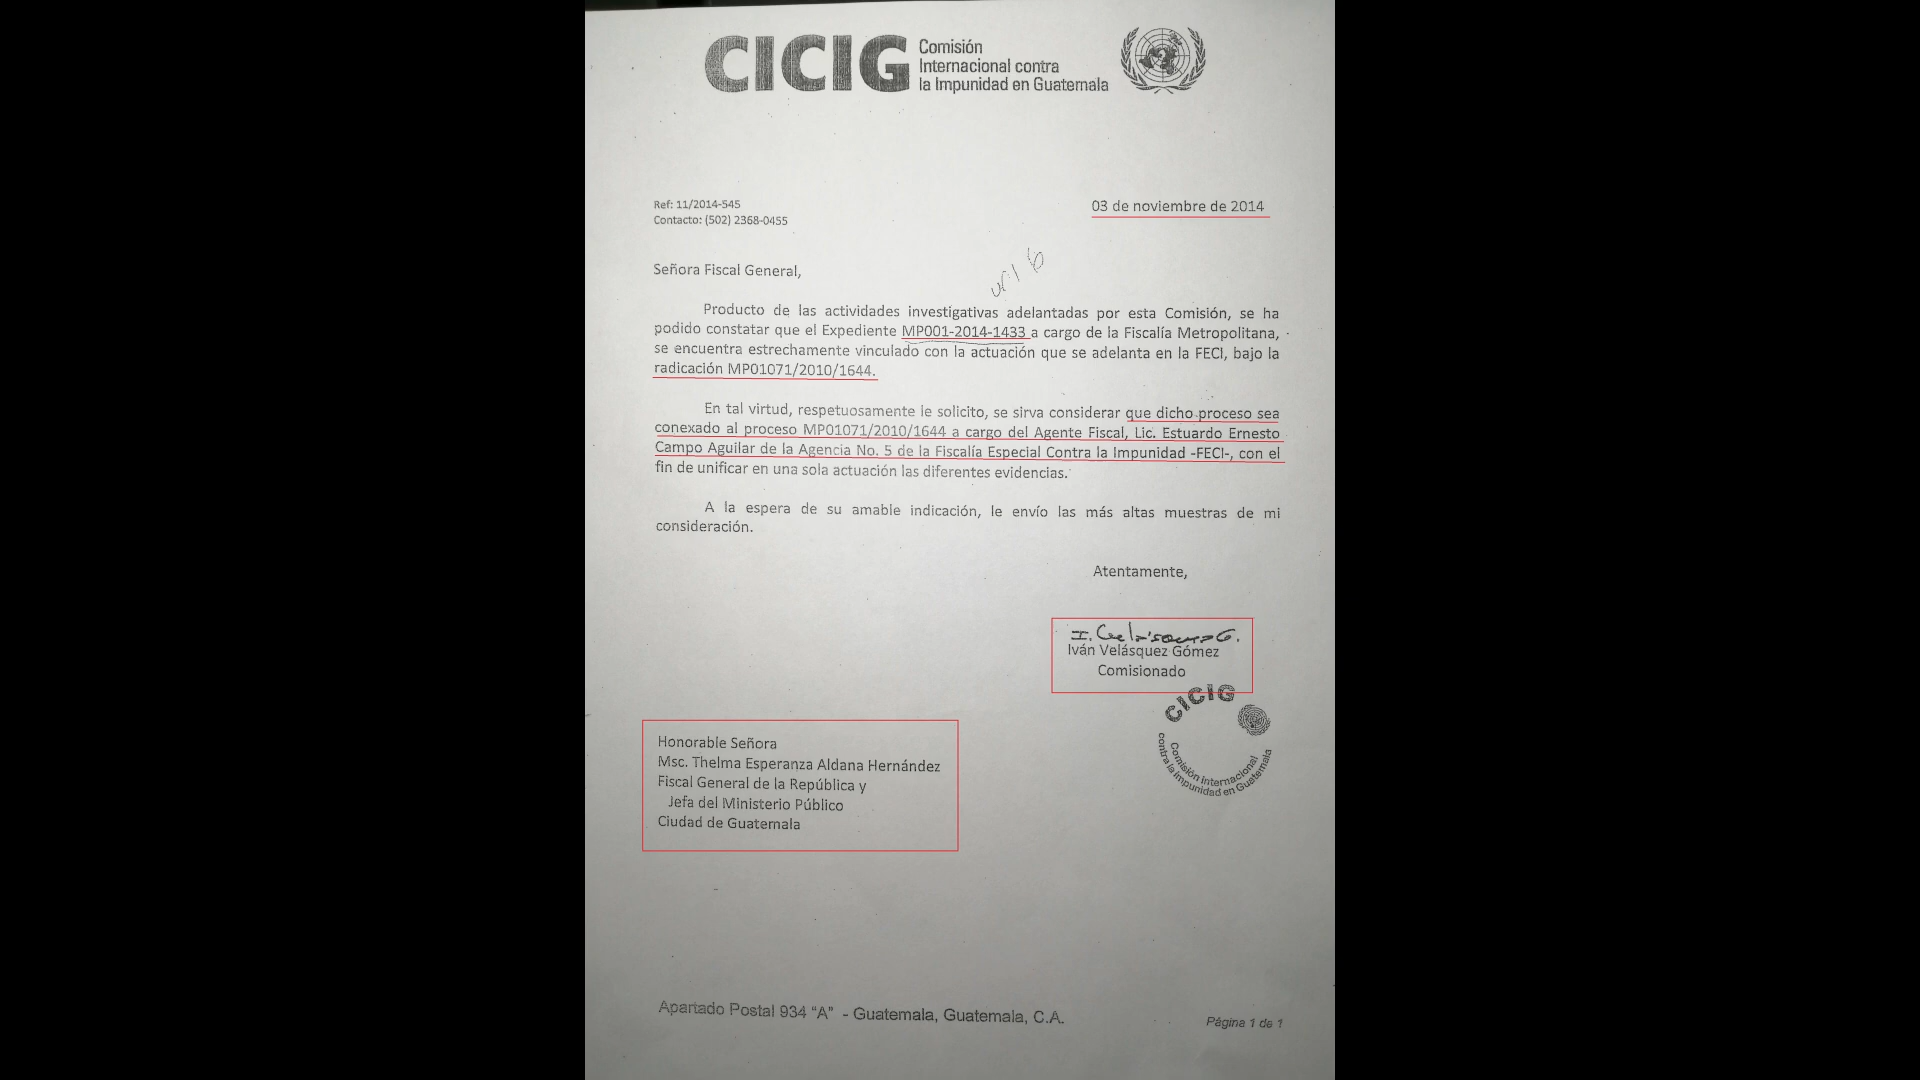 CICIG
Comisión
Internacional contra
la Impunidad en Guatemala
Ref: 11/2014-545
Contacto: (502) 2368-0455
03 de noviembre de 2014
Señora Fiscal General,
Producto de las actividades investigativas adelantadas por esta Comisión, se ha
podido constatar que el Expediente MP001-2014-1433 a cargo de la Fiscalía Metropolitana,
se encuentra estrechamente vinculado con la actuación que se adelanta en la FECI, bajo la
radicación MP01071/2010/1644.
En tal virtud, respetuosamente le solicito, se sirva considerar que dicho proceso sea
conexado al proceso MP01071/2010/1644 a cargo del Agente Fiscal, Lic. Estuardo Ernesto
Campo Aguilar de la Agencia No. 5 de la Fiscalía Especial Contra la Impunidad -FECI-, con el
fin de unificar en una sola actuación las diferentes evidencias.
A la espera de su amable indicación, le envío las más altas muestras de mi
consideración.
Atentamente,
Iván Velásquez Gómez
Comisionado
CICIG
Comisión Internacional
contra la Impunidad en Guatemala
Honorable Señora
Msc. Thelma Esperanza Aldana Hernández
Fiscal General de la República y
Jefa del Ministerio Público
Ciudad de Guatemala
Apartado Postal 934 "A" - Guatemala, Guatemala, C.A.
Página 1 de 1